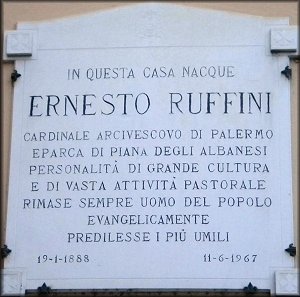 IN QUESTA CASA NACQUE
ERNESTO RUFFINI
CARDINALE ARCIVESCOVO DI PALERMO
EPARCA DI PIANA DEGLI ALBANESI
PERSONALITÀ DI GRANDE CULTURA
E DI VASTA ATTIVITÀ PASTORALE
RIMASE SEMPRE UOMO DEL POPOLO
EVANGELICAMENTE
PREDILESSE I PIÙ UMILI
19-1-1888 11-6-1967